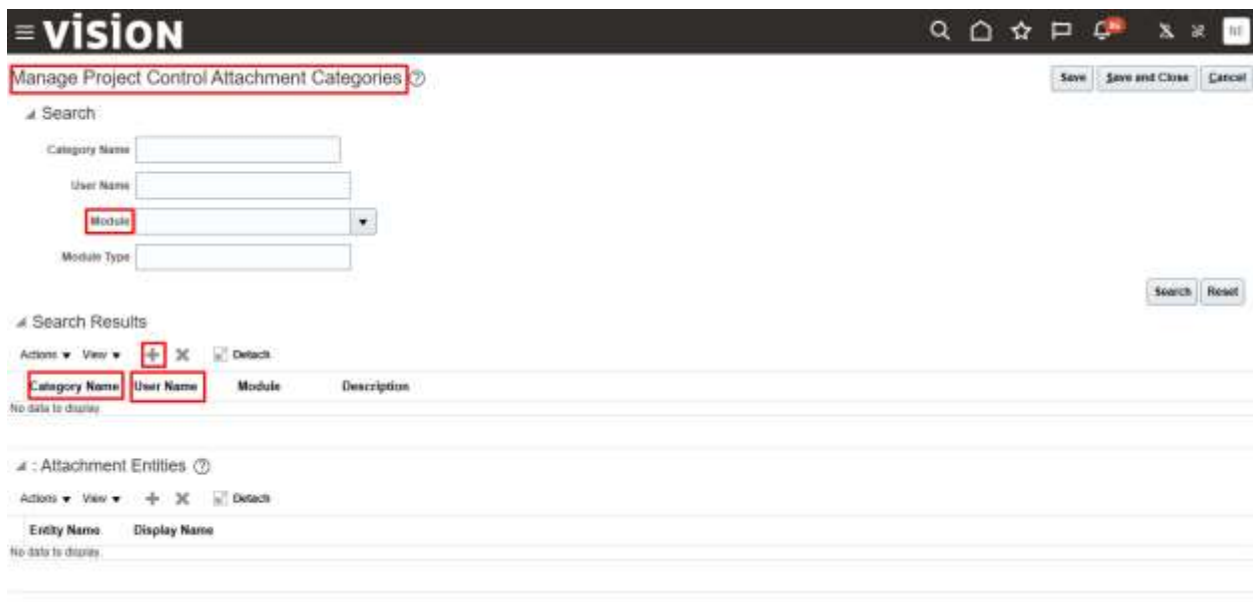 VISION
Manage Project Control Attachment Categories
Save Save and Close Cancel
Search
Category Name
User Name
Module
Module Type
Search Reset
Search Results
Actions View Detach
Category Name User Name Module Description
No data to display
: Attachment Entities
Actions View Detach
Entity Name Display Name
No data to display.